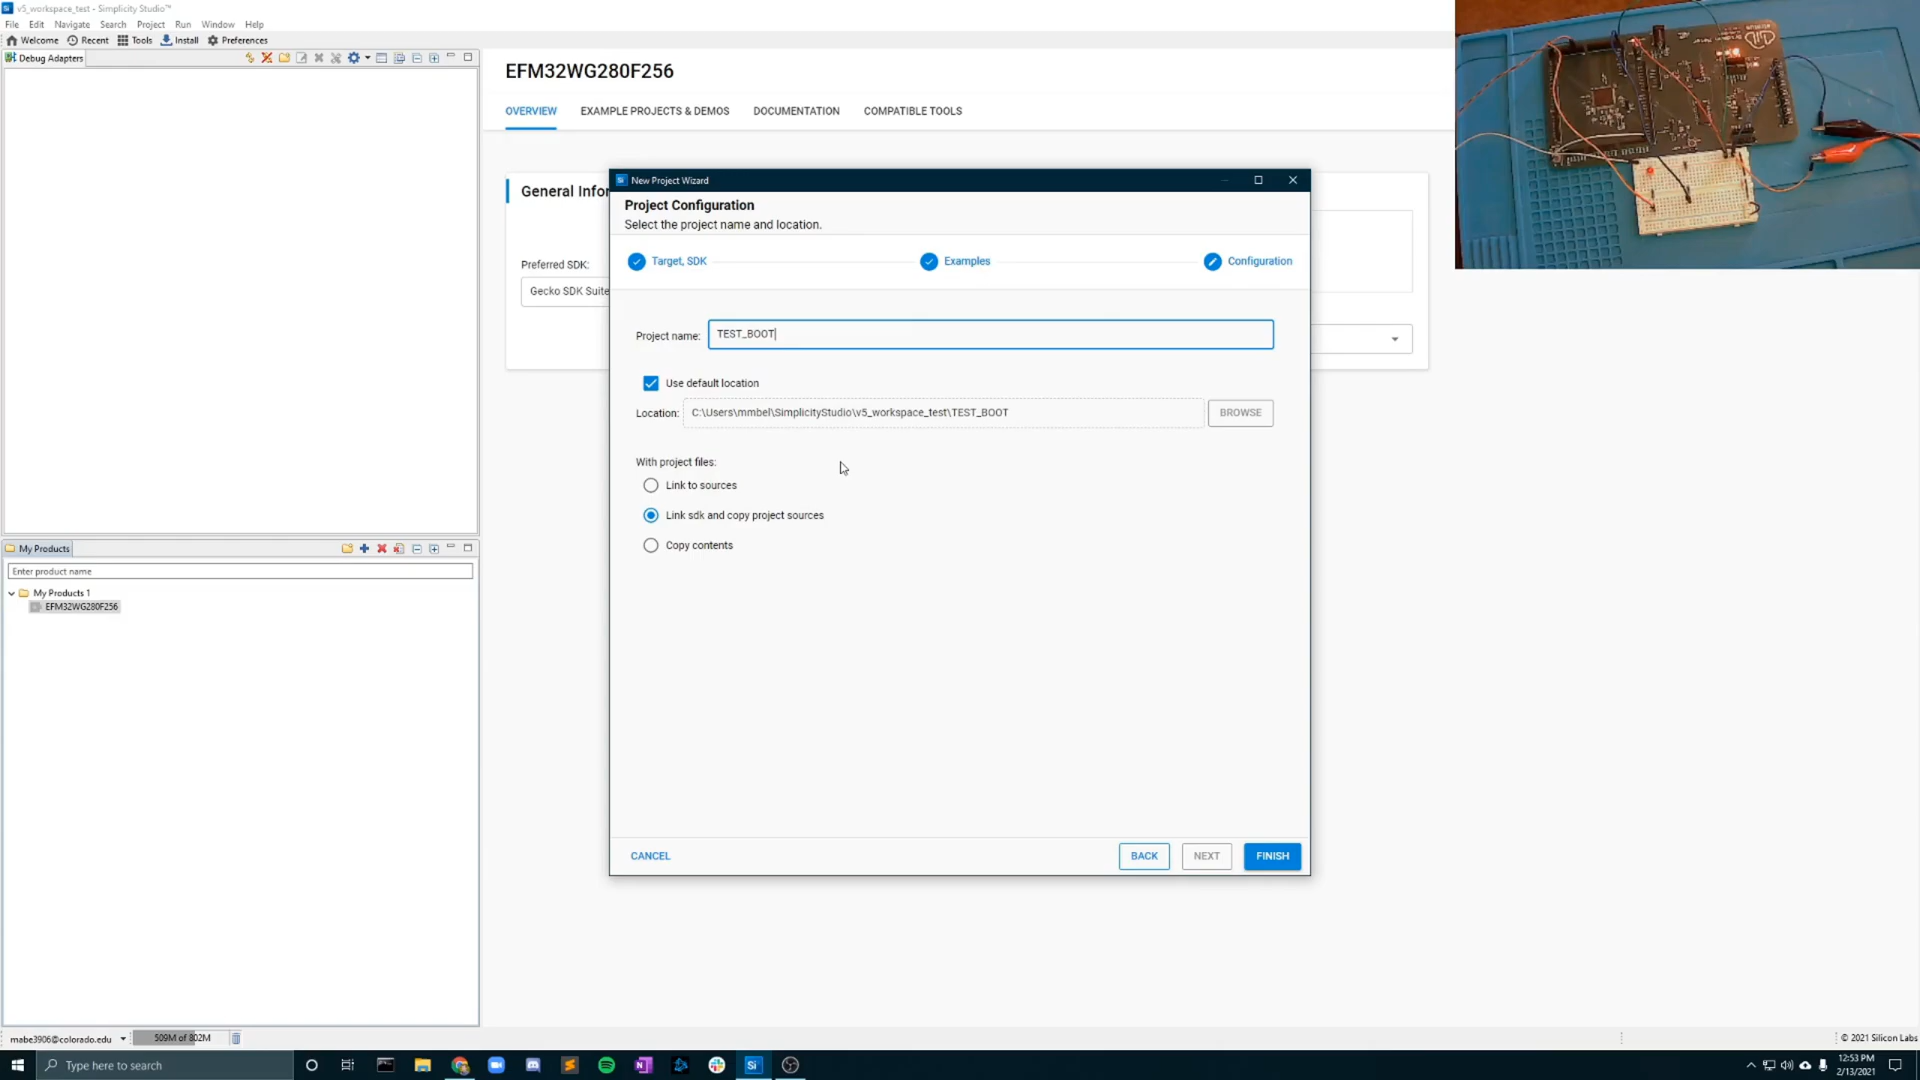 v5_workspace_test - Simplicity Studio™
File Edit Navigate Search Project Run Window Help
Welcome Recent Tools Install Preferences
Debug Adapters
EFM32WG280F256
OVERVIEW EXAMPLE PROJECTS & DEMOS DOCUMENTATION COMPATIBLE TOOLS
General Infor
Preferred SDK:
Gecko SDK Suite
New Project Wizard
Project Configuration
Select the project name and location.
Target, SDK Examples Configuration
Project name: TEST_BOOT
Use default location
Location: C:\Users\mmbel\SimplicityStudio\v5_workspace_test\TEST_BOOT BROWSE
With project files:
Link to sources
Link sdk and copy project sources
Copy contents
CANCEL BACK NEXT FINISH
My Products
Enter product name
My Products 1
EFM32WG280F256
mabe3906@colorado.edu 509M of 802M © 2021 Silicon Labs
Type here to search
12:53 PM
2/13/2021